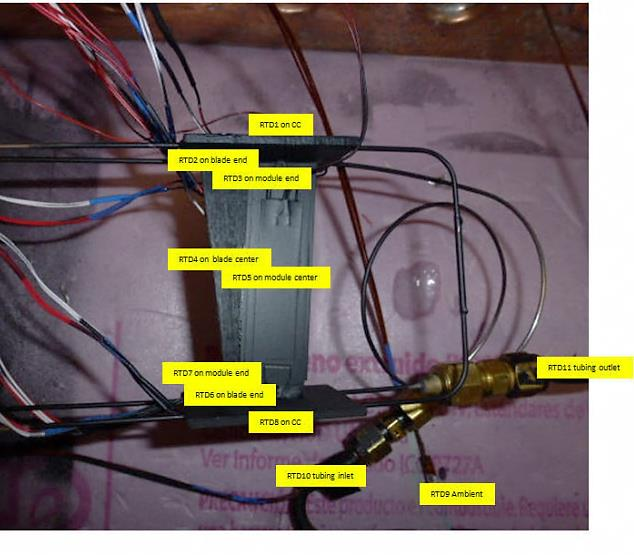 RTD1 on CC
RTD2 on blade end
RTD3 on module end
RTD4 on blade center
RTD5 on module center
RTD7 on module end
RTD11 tubing outlet
RTD6 on blade end
RTD8 on CC
Ver Informe
RTD10 tubing inlet
RTD9 Ambient